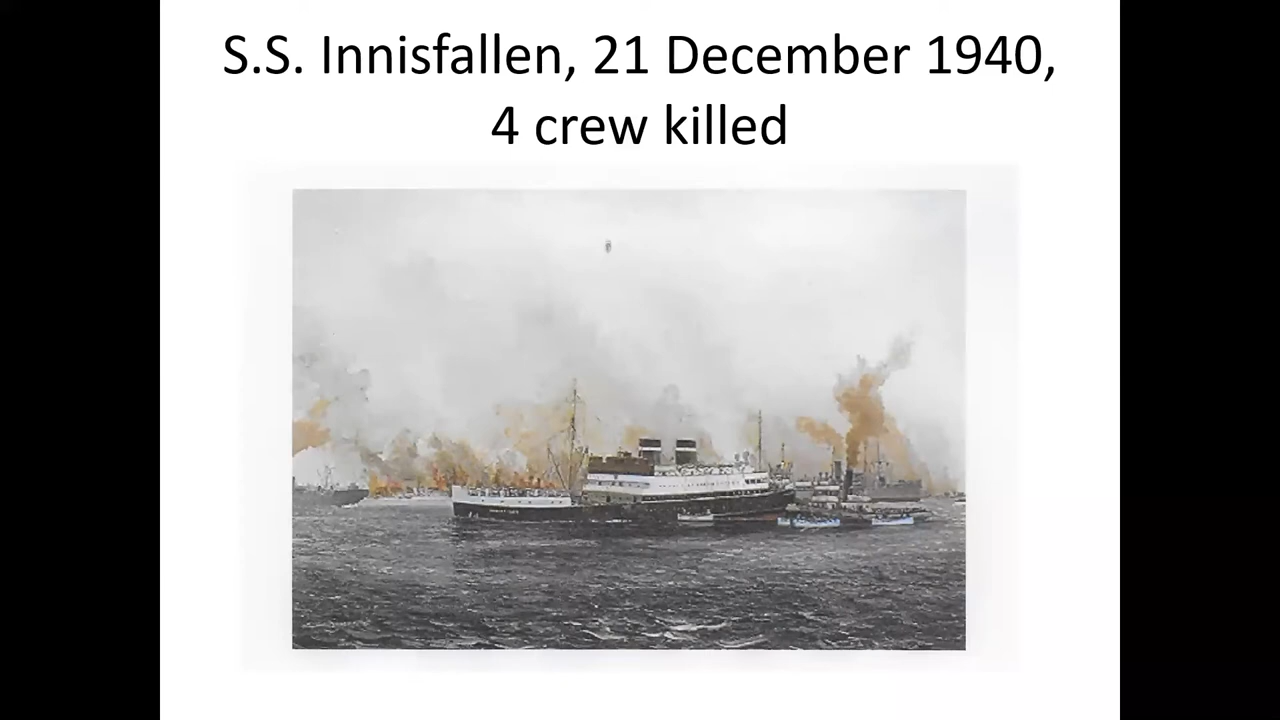 S.S. Innisfallen, 21 December 1940,
4 crew killed